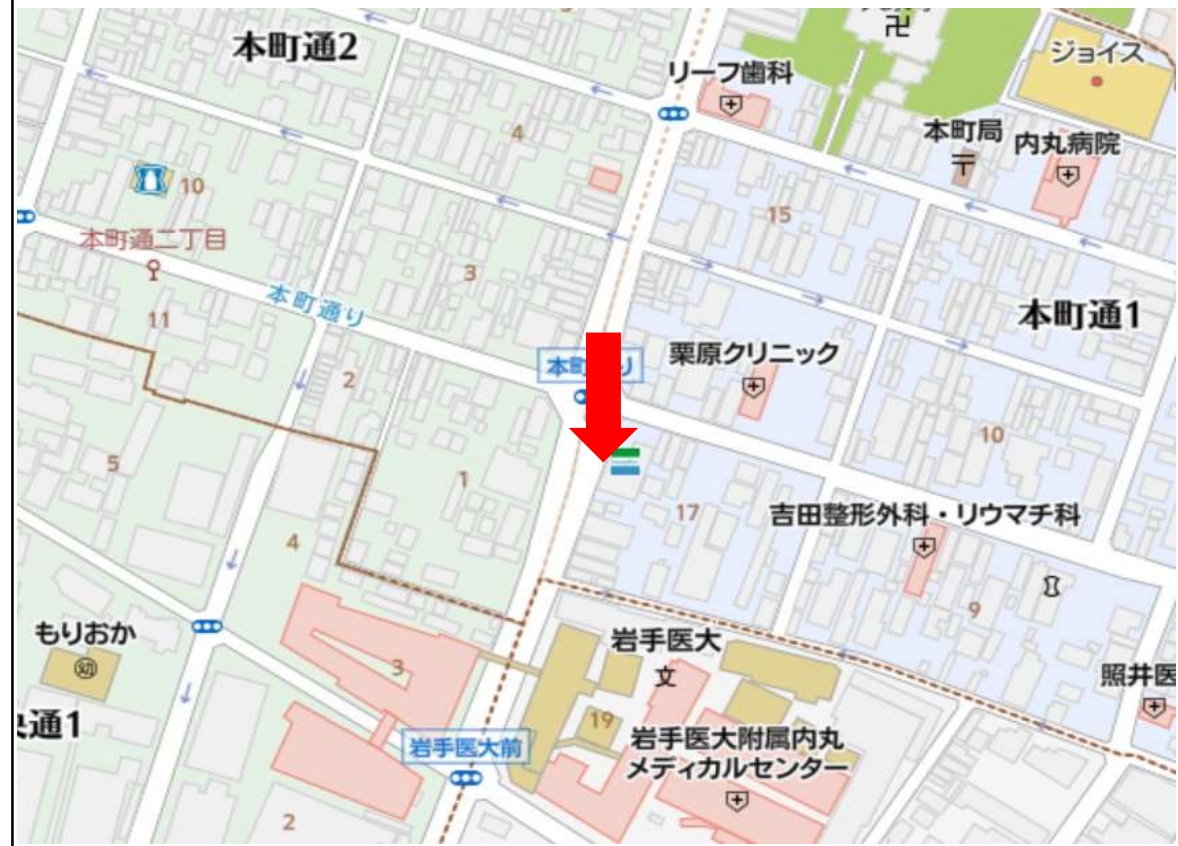 本町通2
リーフ歯科
ジョイス
本町局
内丸病院
4
10
15
本町通二丁目
3
本町通り
本町通1
11
栗原クリニック
2
10
5
1
17
吉田整形外科・リウマチ科
4
9
もりおか
幼
岩手医大
文
3
照井医
通1
19
岩手医大前
岩手医大附属内丸
メディカルセンター
2